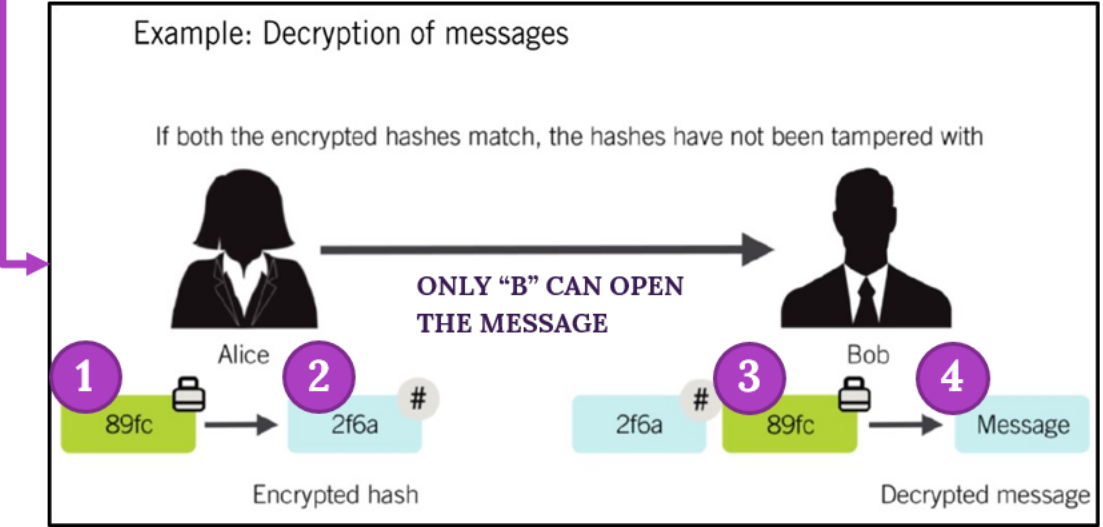 Example: Decryption of messages
If both the encrypted hashes match, the hashes have not been tampered with
ONLY “B” CAN OPEN
THE MESSAGE
Alice
Bob
1
2
3
4
89fc
2f6a
#
2f6a
#
89fc
Message
Encrypted hash
Decrypted message